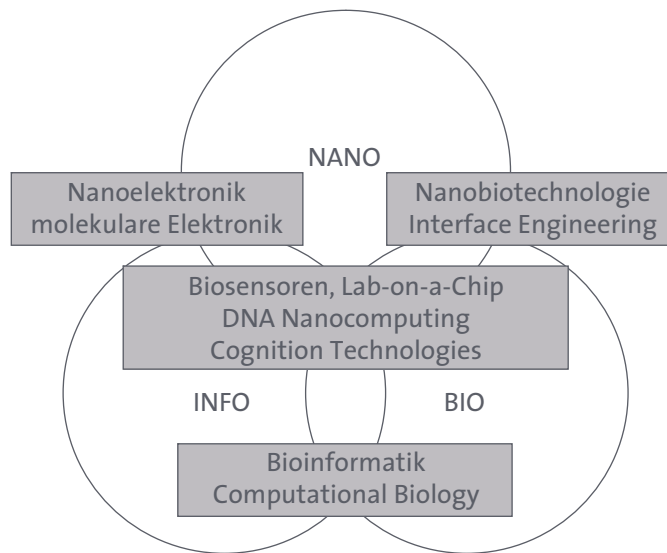 NANO
Nanoelektronik
molekulare Elektronik
Nanobiotechnologie
Interface Engineering
Biosensoren, Lab-on-a-Chip
DNA Nanocomputing
Cognition Technologies
INFO
BIO
Bioinformatik
Computational Biology